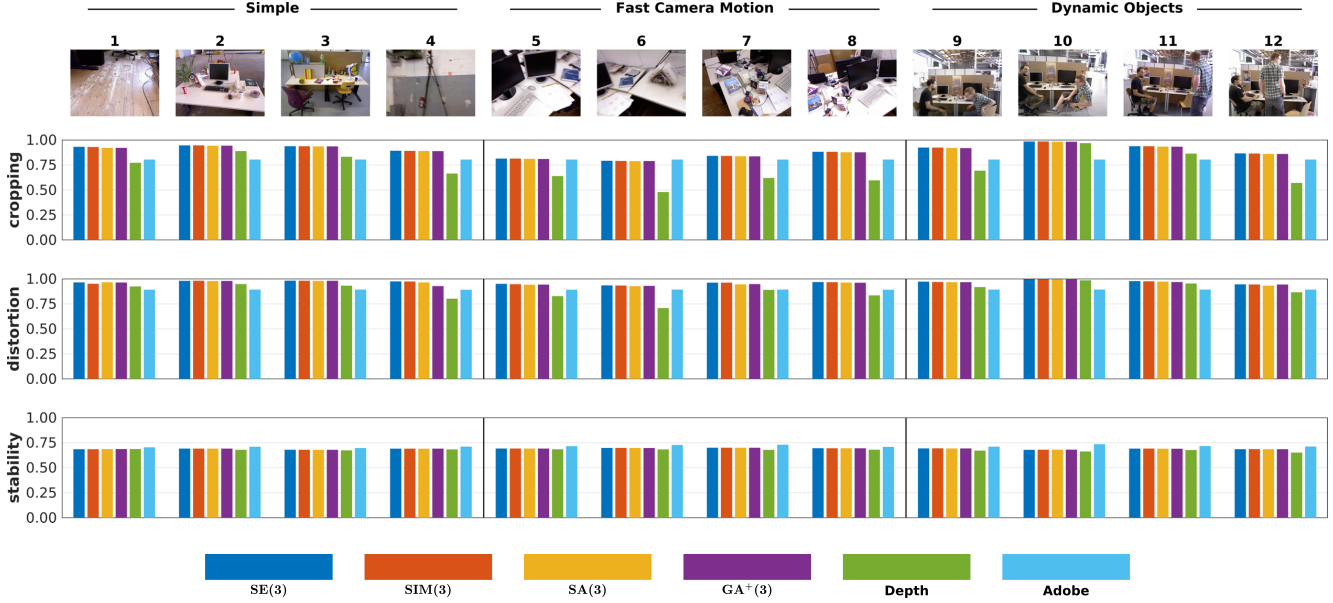 Simple Fast Camera Motion Dynamic Objects
1 2 3 4 5 6 7 8 9 10 11 12
cropping
1.00
0.75
0.50
0.25
0.00
distortion
1.00
0.75
0.50
0.25
0.00
stability
1.00
0.75
0.50
0.25
0.00
SE(3) SIM(3) SA(3) GA⁺(3) Depth Adobe